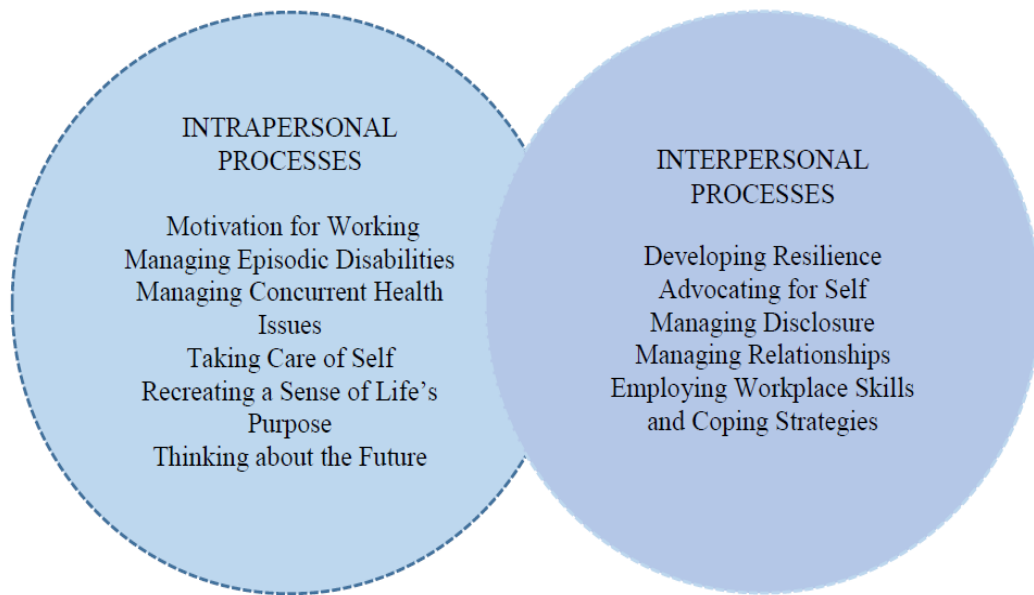 INTRAPERSONAL
PROCESSES
Motivation for Working
Managing Episodic Disabilities
Managing Concurrent Health
Issues
Taking Care of Self
Recreating a Sense of Life’s
Purpose
Thinking about the Future
INTERPERSONAL
PROCESSES
Developing Resilience
Advocating for Self
Managing Disclosure
Managing Relationships
Employing Workplace Skills
and Coping Strategies